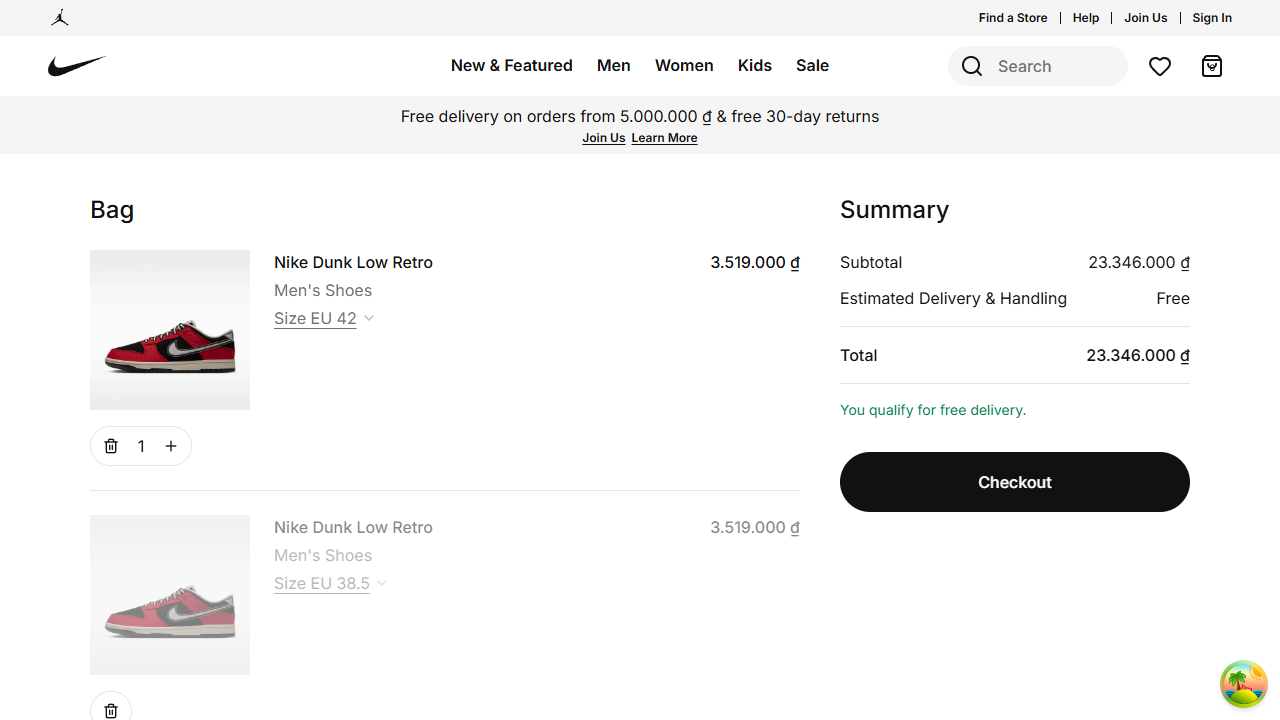 Find a Store
Help
Join Us
Sign In
New & Featured
Men
Women
Kids
Sale
Search
Free delivery on orders from 5.000.000 ₫ & free 30-day returns
Join Us Learn More
Bag
Nike Dunk Low Retro
3.519.000 ₫
Men's Shoes
Size EU 42
1
Nike Dunk Low Retro
3.519.000 ₫
Men's Shoes
Size EU 38.5
Summary
Subtotal
23.346.000 ₫
Estimated Delivery & Handling
Free
Total
23.346.000 ₫
You qualify for free delivery.
Checkout